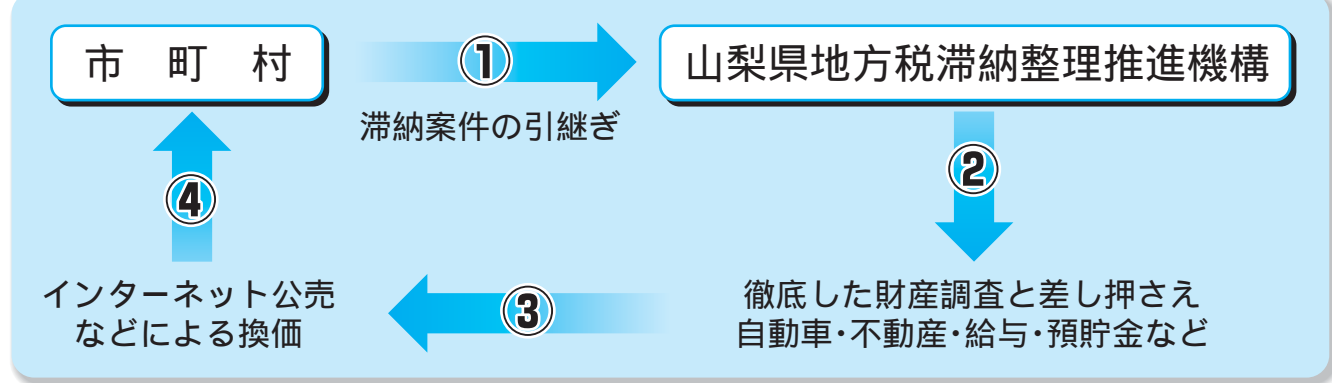 市 町 村
①
山梨県地方税滞納整理推進機構
滞納案件の引継ぎ
②
徹底した財産調査と差し押さえ
自動車・不動産・給与・預貯金など
③
インターネット公売
などによる換価
④